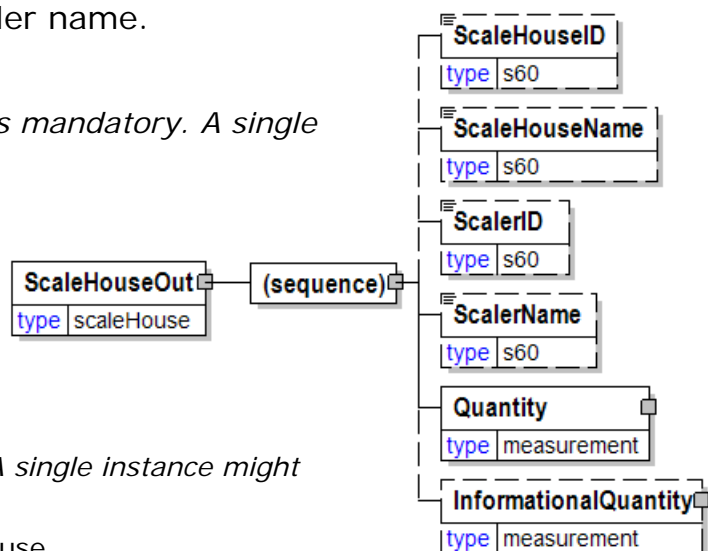 ler name.
s mandatory. A single
A single instance might
use
ScaleHouseOut
type scaleHouse
(sequence)
ScaleHouseID
type s60
ScaleHouseName
type s60
ScalerID
type s60
ScalerName
type s60
Quantity
type measurement
InformationalQuantity
type measurement